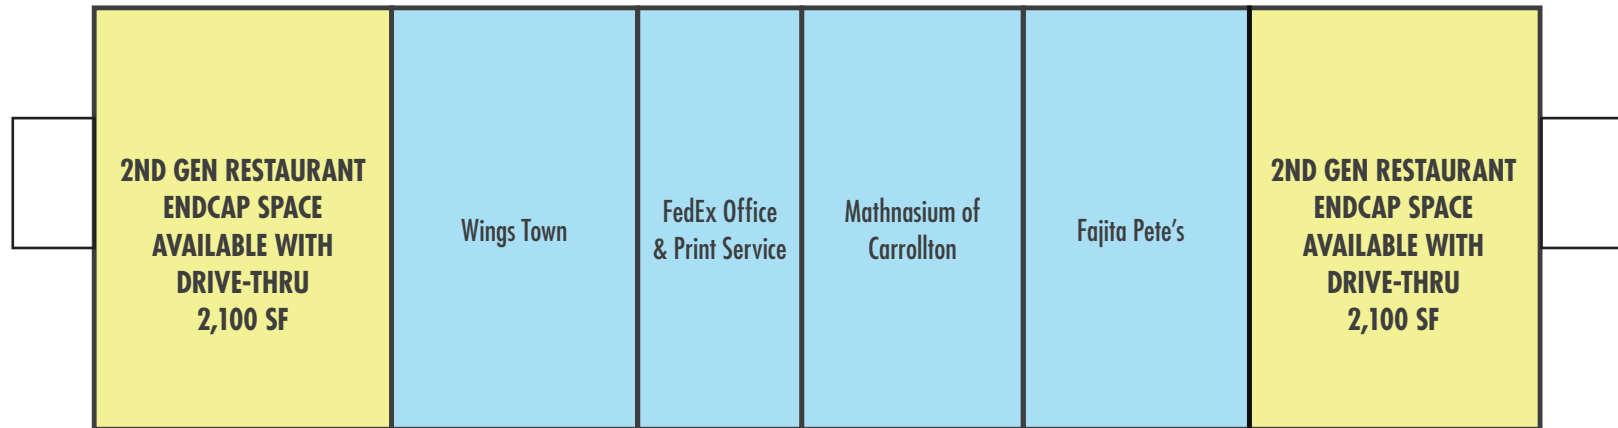 2ND GEN RESTAURANT
ENDCAP SPACE
AVAILABLE WITH
DRIVE-THRU
2,100 SF
Wings Town
FedEx Office
& Print Service
Mathnasium of
Carrollton
Fajita Pete’s
2ND GEN RESTAURANT
ENDCAP SPACE
AVAILABLE WITH
DRIVE-THRU
2,100 SF